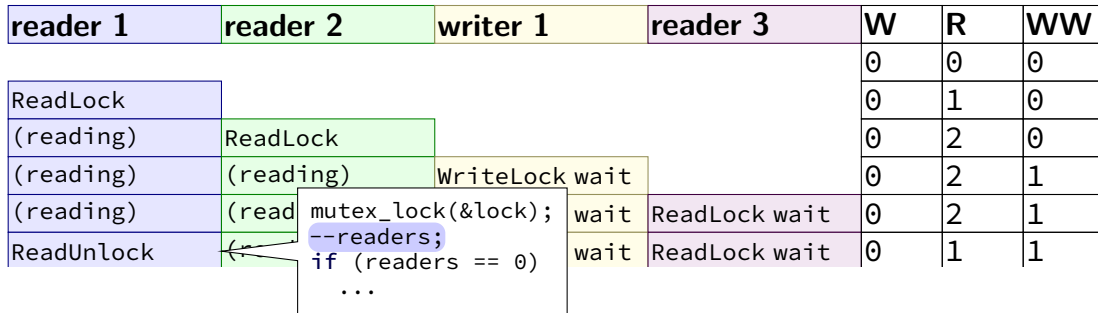 reader 1 reader 2 writer 1 reader 3 W R WW
0 0 0
ReadLock 0 1 0
(reading) ReadLock 0 2 0
(reading) (reading) WriteLock wait 0 2 1
(reading) (read wait ReadLock wait 0 2 1
ReadUnlock wait ReadLock wait 0 1 1
mutex_lock(&lock);
--readers;
if (readers == 0)
...